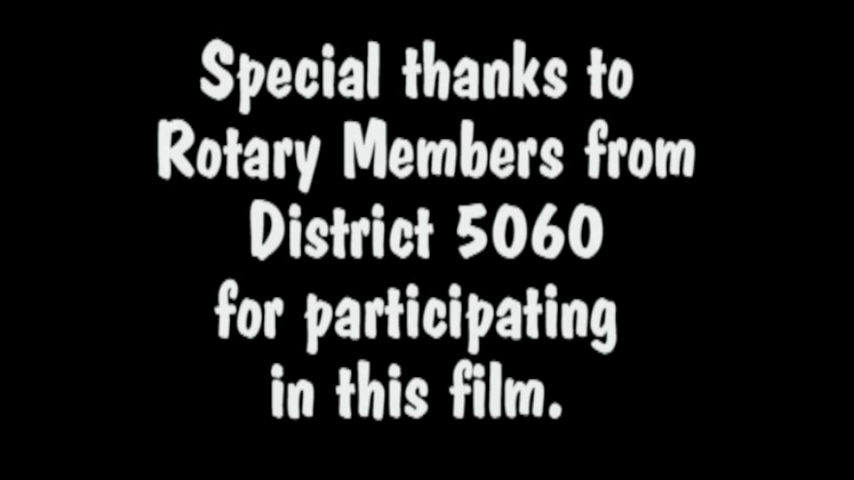 Special thanks to
Rotary Members from
District 5060
for participating
in this film.